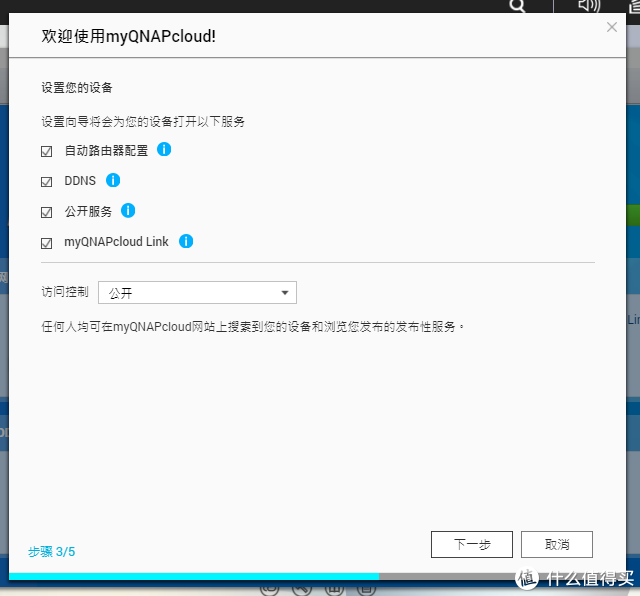 欢迎使用myQNAPcloud!
设置您的设备
设置向导将会为您的设备打开以下服务
自动路由器配置
DDNS
公开服务
myQNAPcloud Link
访问控制 公开
任何人均可在myQNAPcloud网站上搜索到您的设备和浏览您发布的发布性服务。
步骤 3/5
下一步
取消
值 什么值得买